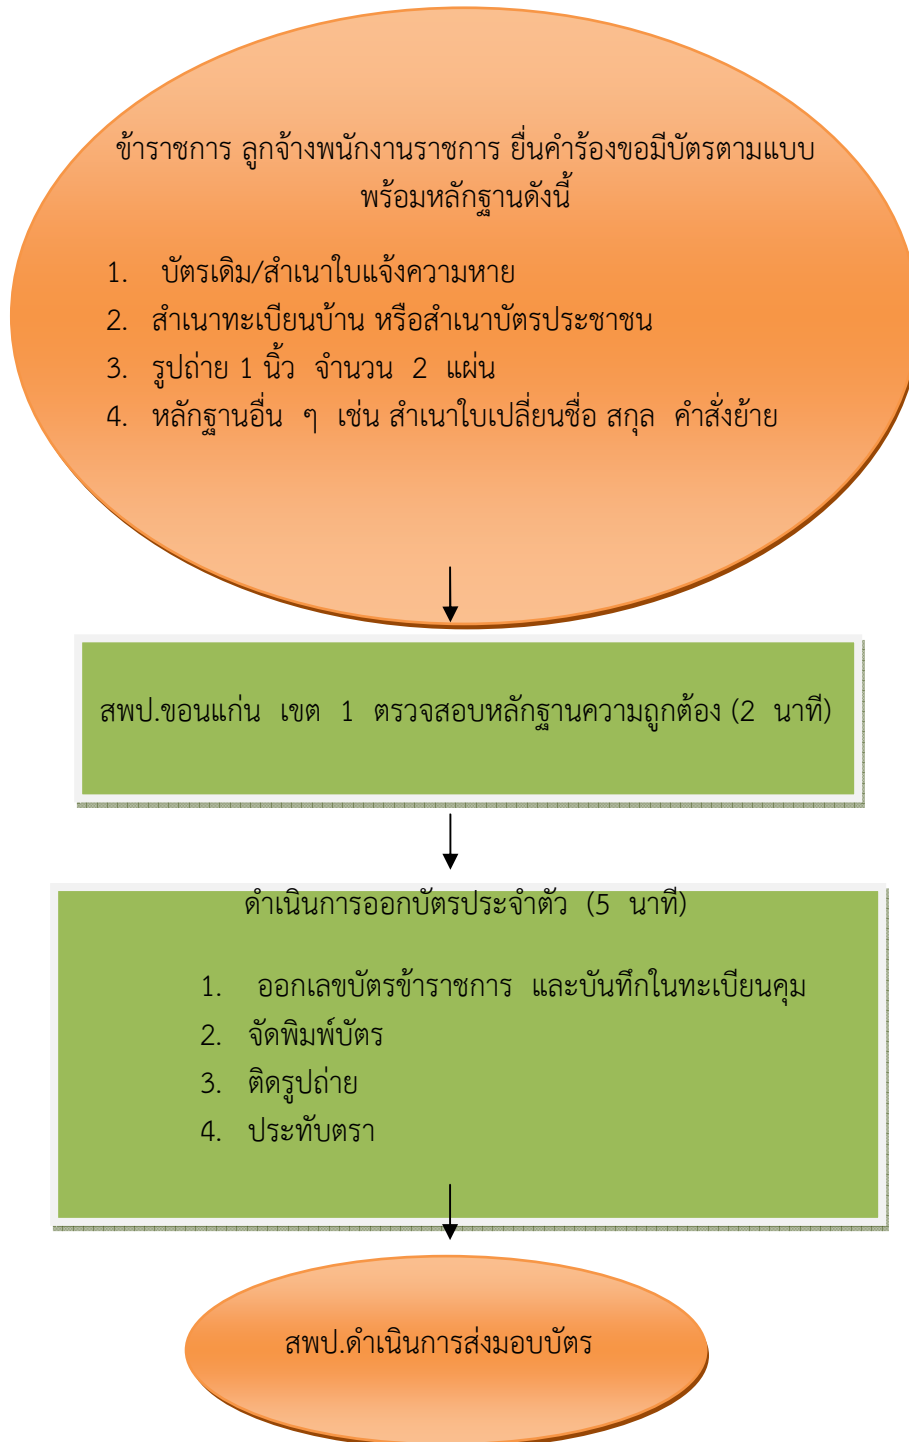 ข้าราชการ ลูกจ้างพนักงานราชการ ยื่นคำร้องขอมีบัตรตามแบบ
พร้อมหลักฐานดังนี้
1. บัตรเดิม/สำเนาใบแจ้งความหาย
2. สำเนาทะเบียนบ้าน หรือสำเนาบัตรประชาชน
3. รูปถ่าย 1 นิ้ว จำนวน 2 แผ่น
4. หลักฐานอื่น ๆ เช่น สำเนาใบเปลี่ยนชื่อ สกุล คำสั่งย้าย
สพป.ขอนแก่น เขต 1 ตรวจสอบหลักฐานความถูกต้อง (2 นาที)
ดำเนินการออกบัตรประจำตัว (5 นาที)
1. ออกเลขบัตรข้าราชการ และบันทึกในทะเบียนคุม
2. จัดพิมพ์บัตร
3. ติดรูปถ่าย
4. ประทับตรา
สพป.ดำเนินการส่งมอบบัตร